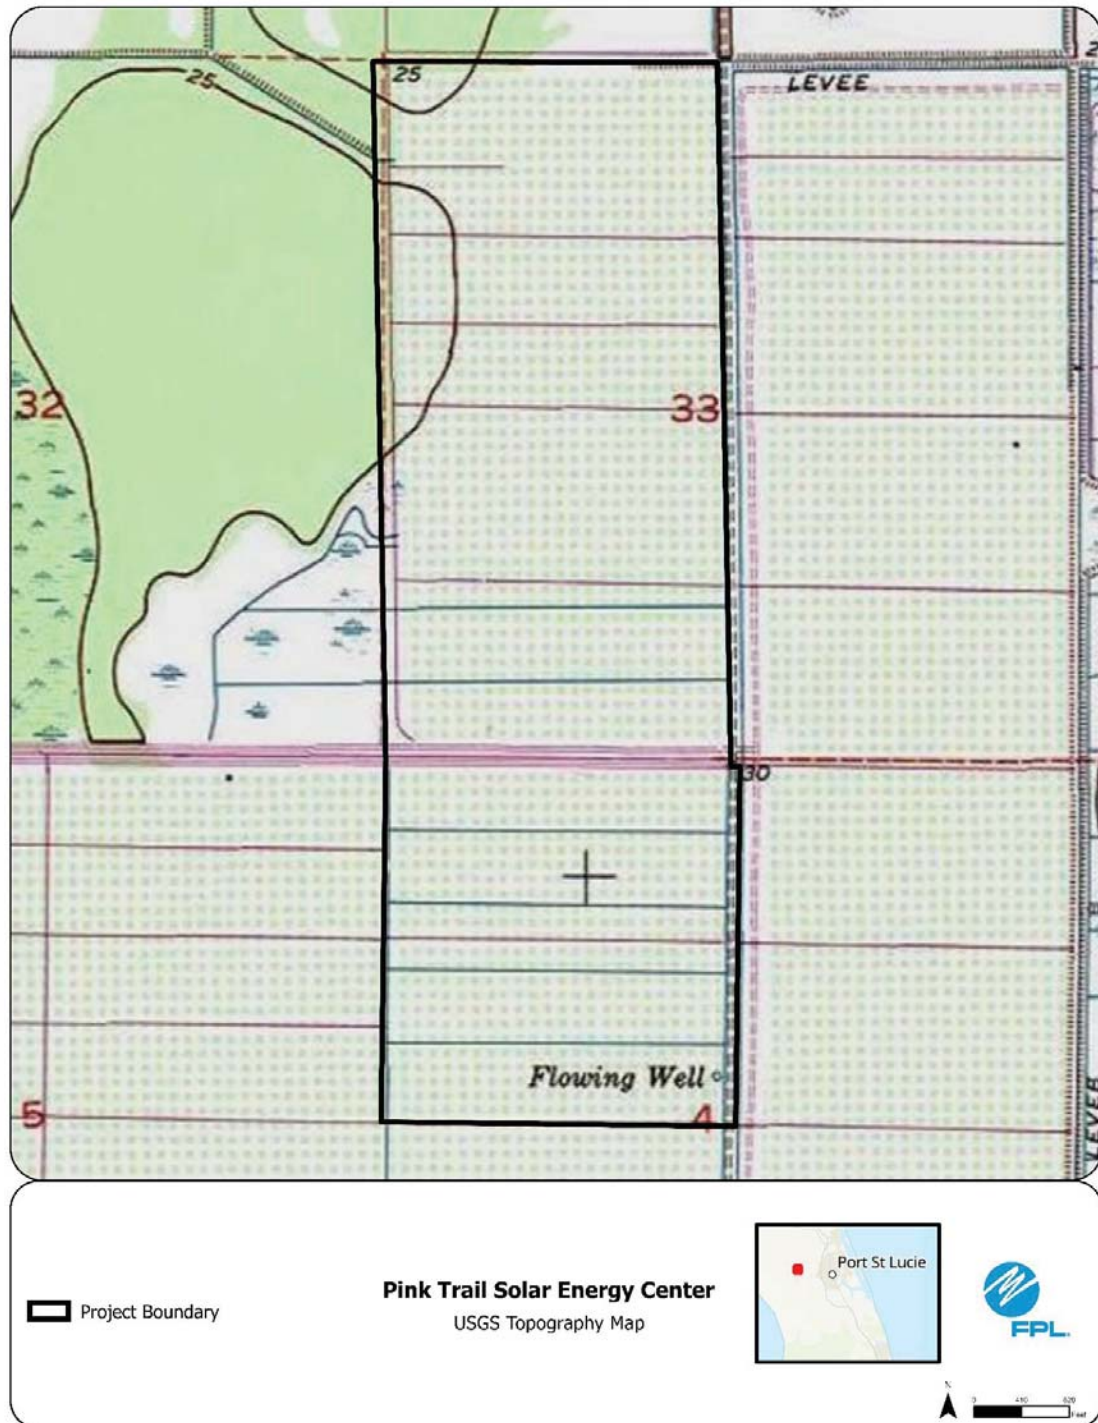 25
25
LEVEE
32
33
30
Flowing Well
5
4
LEVEE
Project Boundary
Pink Trail Solar Energy Center
USGS Topography Map
Port St Lucie
FPL.
N
0
Feet